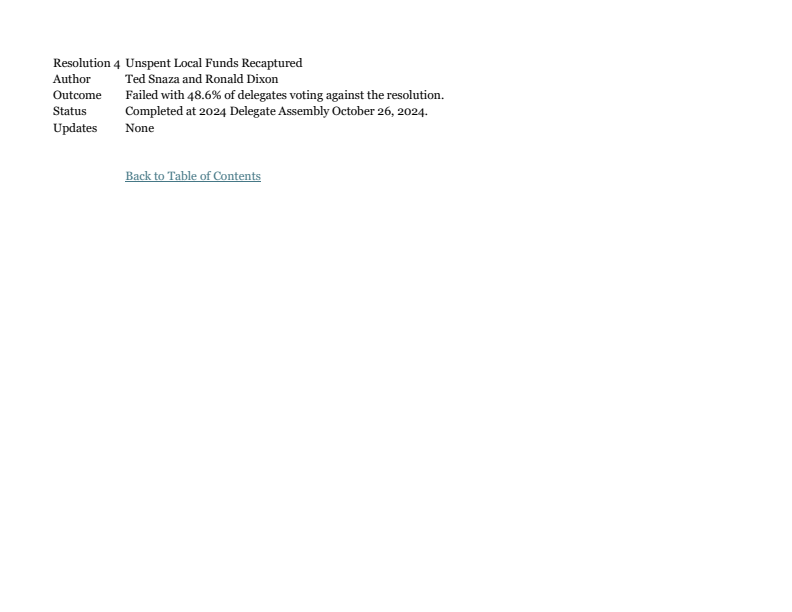 Resolution 4 Unspent Local Funds Recaptured
Author Ted Snaza and Ronald Dixon
Outcome Failed with 48.6% of delegates voting against the resolution.
Status Completed at 2024 Delegate Assembly October 26, 2024.
Updates None
Back to Table of Contents